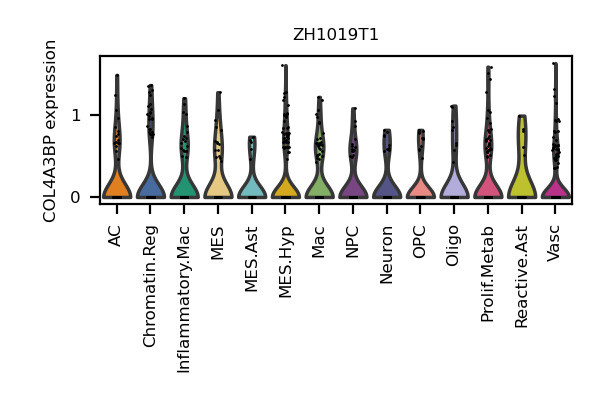 ZH1019T1
COL4A3BP expression
1
0
AC
Chromatin.Reg
Inflammatory.Mac
MES
MES.Ast
MES.Hyp
Mac
NPC
Neuron
OPC
Oligo
Prolif.Metab
Reactive.Ast
Vasc